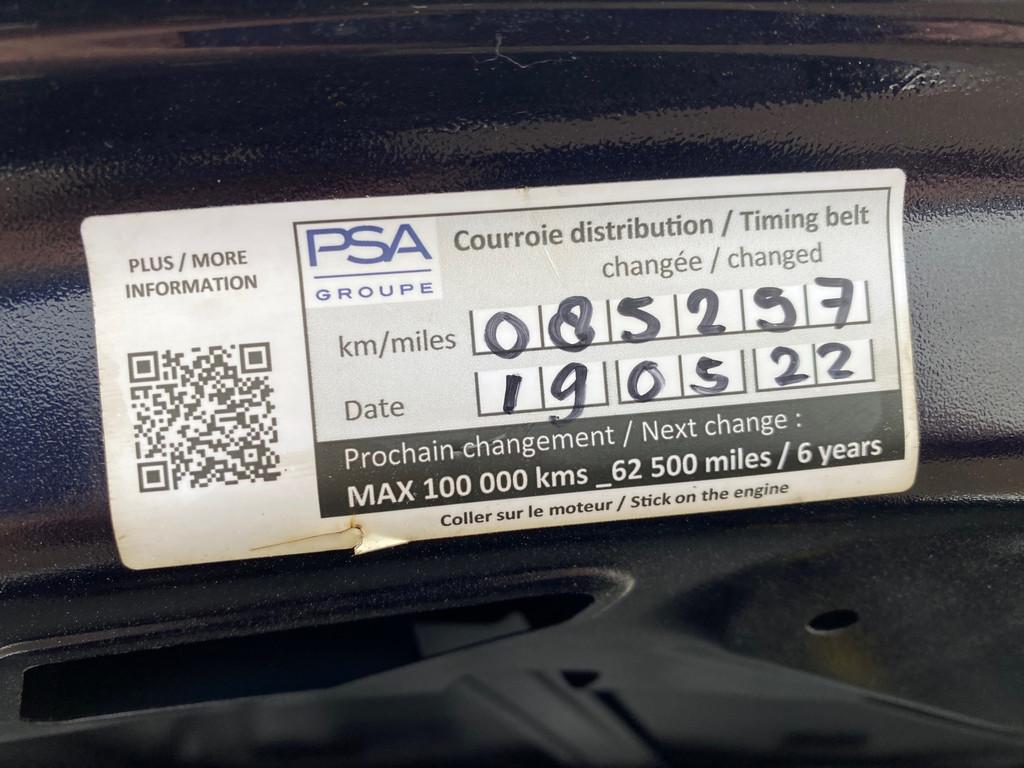 PLUS / MORE
INFORMATION
PSA
GROUPE
Courroie distribution / Timing belt
changée / changed
km/miles 085297
Date 190522
Prochain changement / Next change :
MAX 100 000 kms _62 500 miles / 6 years
Coller sur le moteur / Stick on the engine